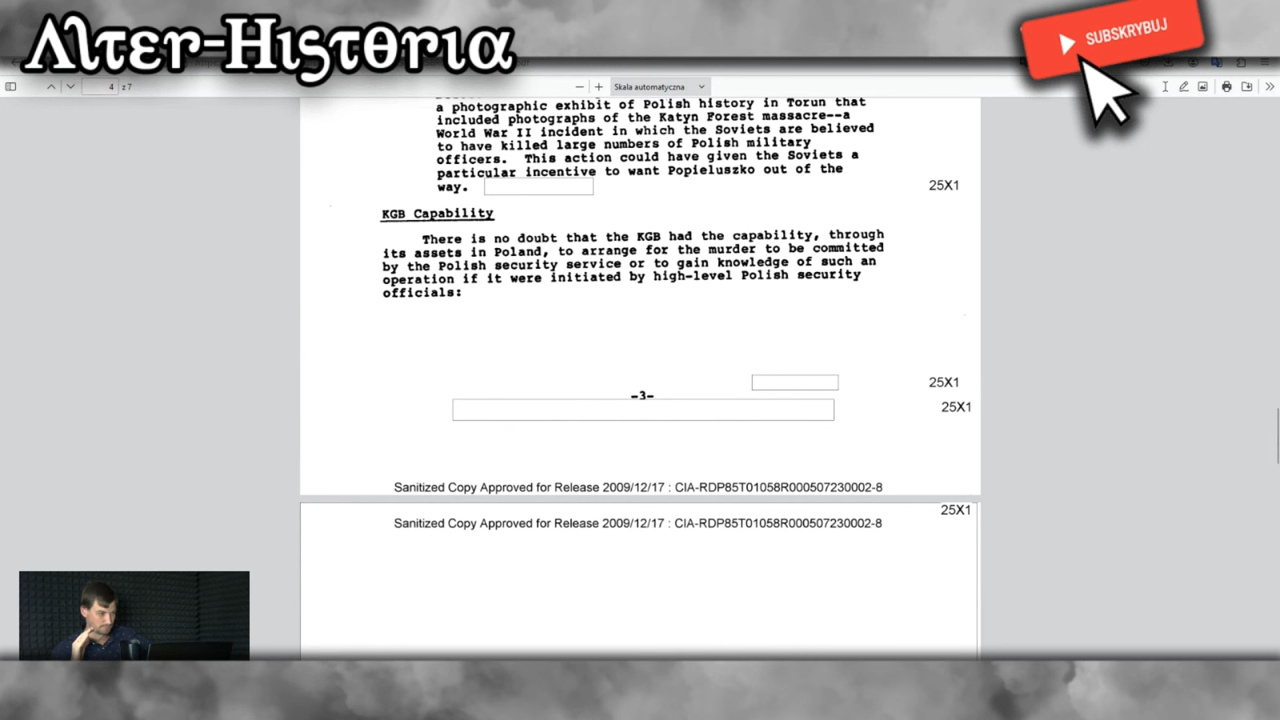 Alter-Historia
SUBSKRYBUJ
4 z 7
Skala automatyczna
a photographic exhibit of Polish history in Torun that
included photographs of the Katyn Forest massacre--a
World War II incident in which the Soviets are believed
to have killed large numbers of Polish military
officers. This action could have given the Soviets a
particular incentive to want Popieluszko out of the
way.
25X1
KGB Capability
There is no doubt that the KGB had the capability, through
its assets in Poland, to arrange for the murder to be committed
by the Polish security service or to gain knowledge of such an
operation if it were initiated by high-level Polish security
officials:
25X1
-3-
25X1
Sanitized Copy Approved for Release 2009/12/17 : CIA-RDP85T01058R000507230002-8
25X1
Sanitized Copy Approved for Release 2009/12/17 : CIA-RDP85T01058R000507230002-8